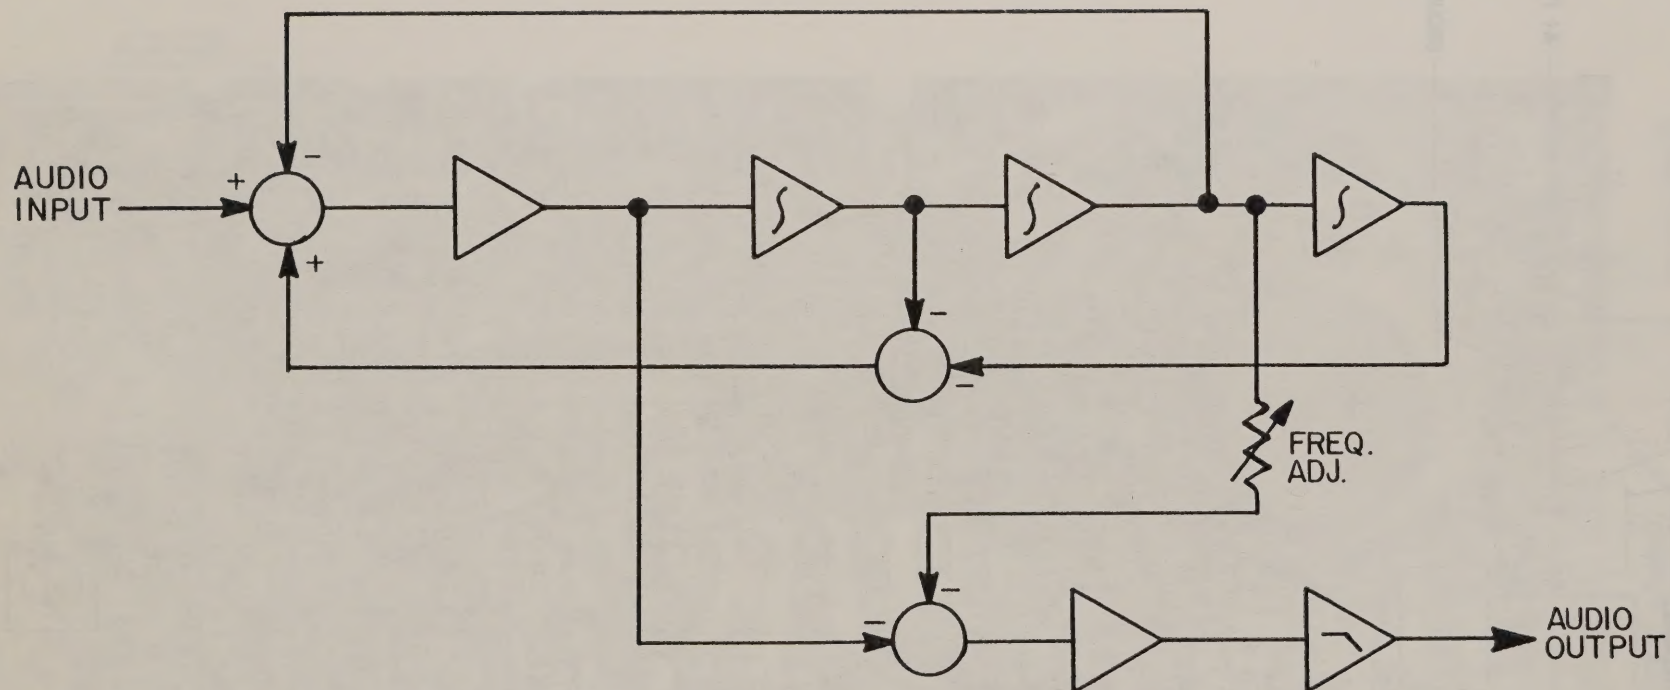 AUDIO
INPUT
+
-
+
∫
∫
∫
-
-
FREQ.
ADJ.
-
-
AUDIO
OUTPUT